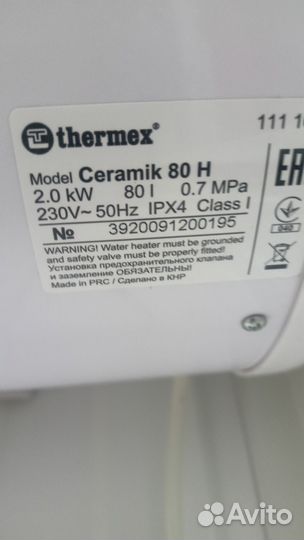 thermex®
111 1
Model Ceramik 80 H
2.0 kW 80 l 0.7 MPa
230V~ 50Hz IPX4 Class I
№ 3920091200195
WARNING! Water heater must be grounded
and safety valve must be properly fitted!
Установка предохранительного клапана
и заземление ОБЯЗАТЕЛЬНЫ!
Made in PRC / Сделано в КНР
EAC
040
Avito